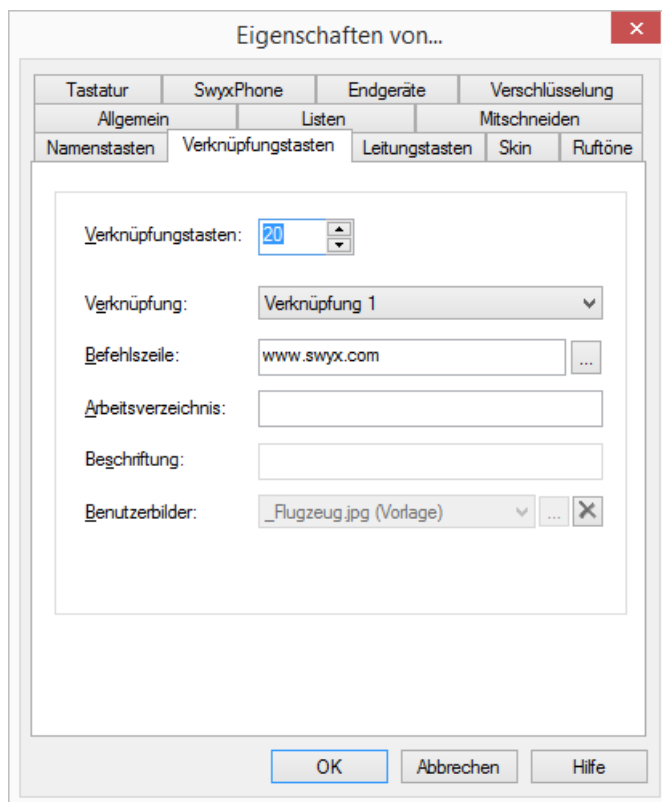 Eigenschaften von...
Tastatur SwyxPhone Endgeräte Verschlüsselung
Allgemein Listen Mitschneiden
Namenstasten Verknüpfungstasten Leitungstasten Skin Ruftöne
Verknüpfungstasten: 20
Verknüpfung: Verknüpfung 1
Befehlszeile: www.swyx.com ...
Arbeitsverzeichnis:
Beschriftung:
Benutzerbilder: _Flugzeug.jpg (Vorlage) ...
OK Abbrechen Hilfe